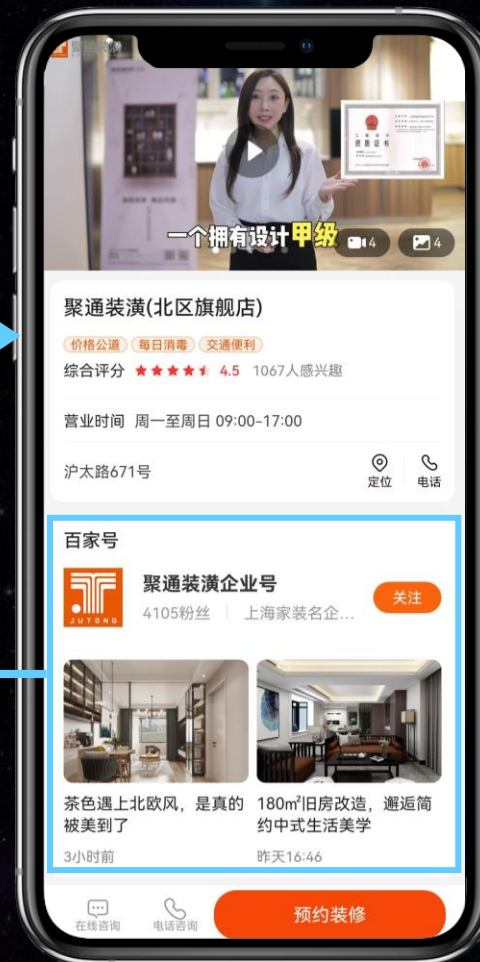 一个拥有设计甲级
资质证书
4
4
聚通装潢(北区旗舰店)
价格公道 每日消毒 交通便利
综合评分 4.5 1067人感兴趣
营业时间 周一至周日 09:00-17:00
沪太路671号
定位 电话
百家号
JUTONG
聚通装潢企业号
4105粉丝 上海家装名企...
关注
茶色遇上北欧风，是真的被美到了
3小时前
180㎡旧房改造，邂逅简约中式生活美学
昨天16:46
在线咨询
电话咨询
预约装修